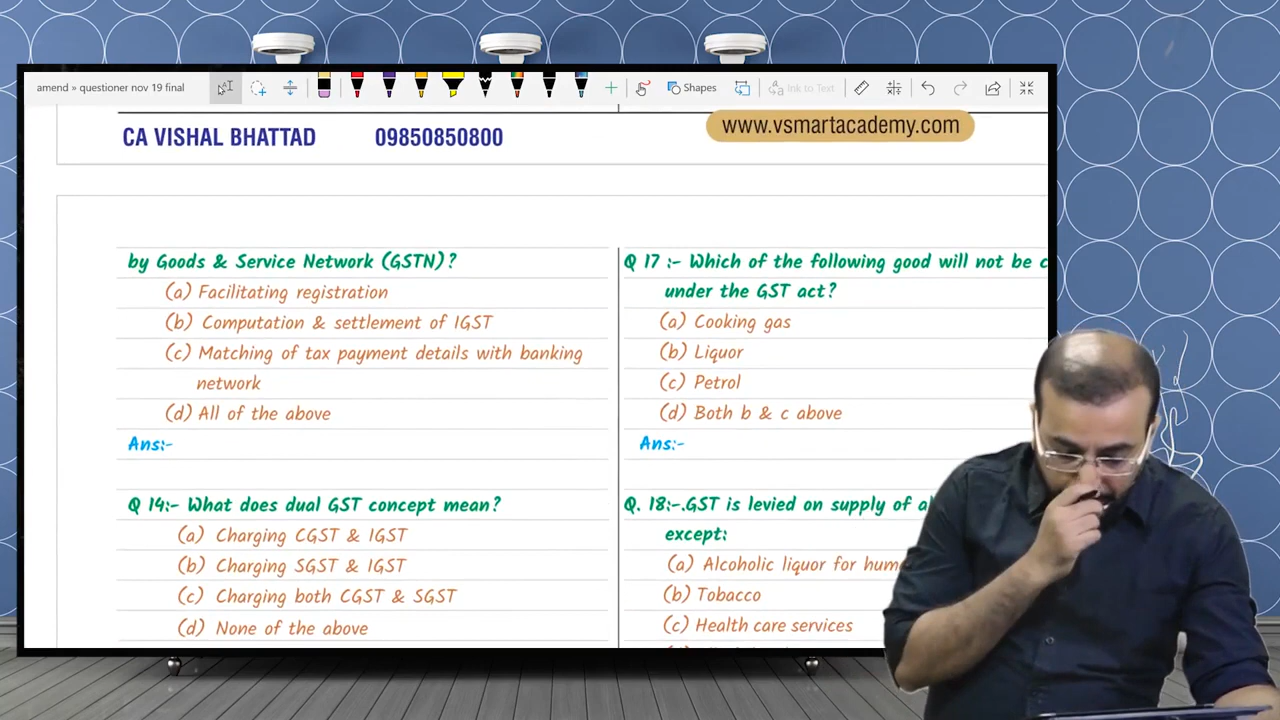 amend » questioner nov 19 final
Shapes
Ink to Text
CA VISHAL BHATTAD 09850850800
www.vsmartacademy.com
by Goods & Service Network (GSTN)?
(a) Facilitating registration
(b) Computation & settlement of IGST
(c) Matching of tax payment details with banking
network
(d) All of the above
Ans:-
Q 14:- What does dual GST concept mean?
(a) Charging CGST & IGST
(b) Charging SGST & IGST
(c) Charging both CGST & SGST
(d) None of the above
Q 17 :- Which of the following good will not be
under the GST act?
(a) Cooking gas
(b) Liquor
(c) Petrol
(d) Both b & c above
Ans:-
Q. 18:-.GST is levied on supply of
except:
(a) Alcoholic liquor for
(b) Tobacco
(c) Health care services